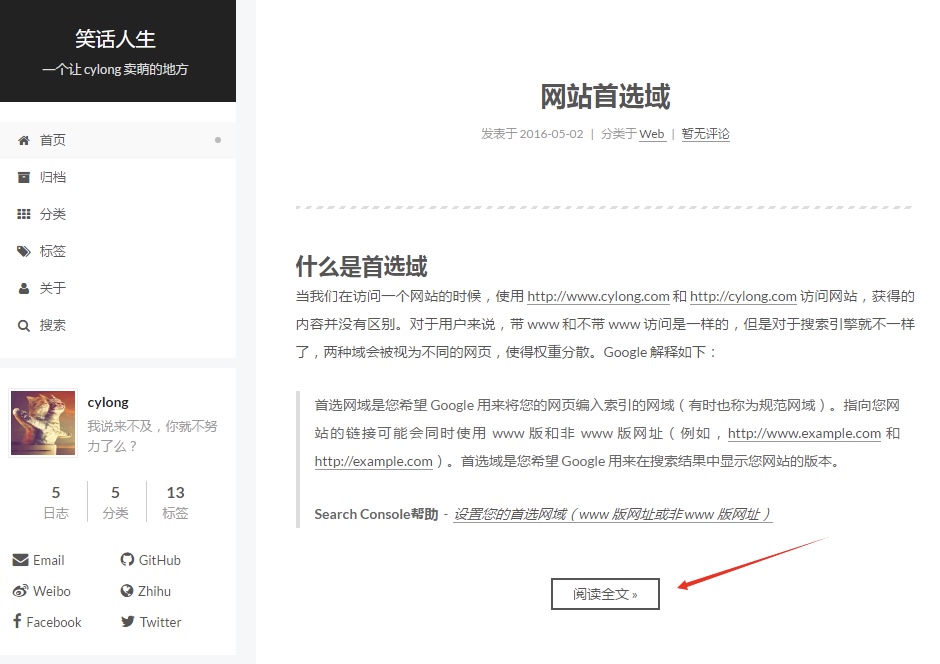 笑话人生
一个让 cylong 卖萌的地方
首页
归档
分类
标签
关于
搜索
cylong
我说来不及，你就不努
力了么？
5 5 13
日志 分类 标签
Email GitHub
Weibo Zhihu
Facebook Twitter
网站首选域
发表于 2016-05-02 | 分类于 Web | 暂无评论
什么是首选域
当我们在访问一个网站的时候，使用 http://www.cylong.com 和 http://cylong.com 访问网站，获得的
内容并没有区别。对于用户来说，带 www 和不带 www 访问是一样的，但是对于搜索引擎就不一样
了，两种域会被视为不同的网页，使得权重分散。Google 解释如下：
首选网域是您希望 Google 用来将您的网页编入索引的网域（有时也称为规范网域）。指向您网
站的链接可能会同时使用 www 版和非 www 版网址（例如，http://www.example.com 和
http://example.com）。首选域是您希望 Google 用来在搜索结果中显示您网站的版本。
Search Console帮助 - 设置您的首选网域（www 版网址或非 www 版网址）
阅读全文 »